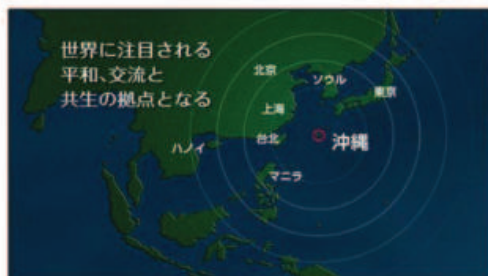 世界に注目される
平和、交流と
共生の拠点となる
北京
ソウル
東京
上海
台北
沖縄
ハノイ
マニラ